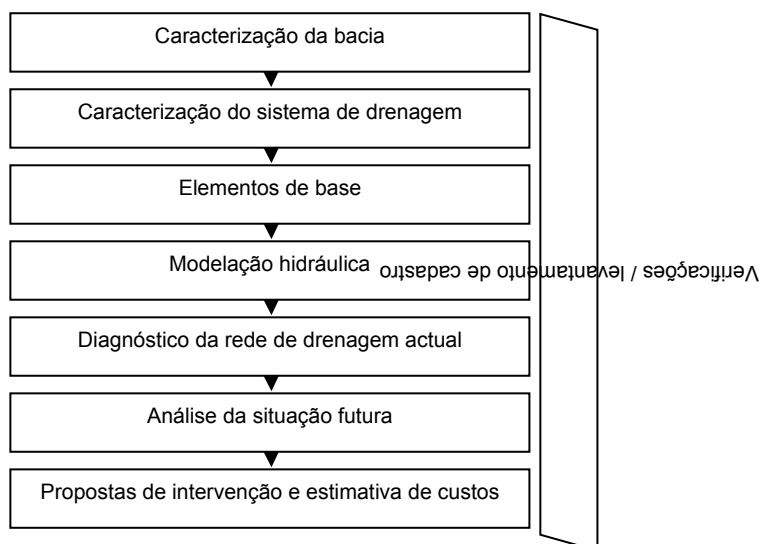 Caracterização da bacia
Caracterização do sistema de drenagem
Elementos de base
Modelação hidráulica
Verificações / levantamento de cadastro
Diagnóstico da rede de drenagem actual
Análise da situação futura
Propostas de intervenção e estimativa de custos